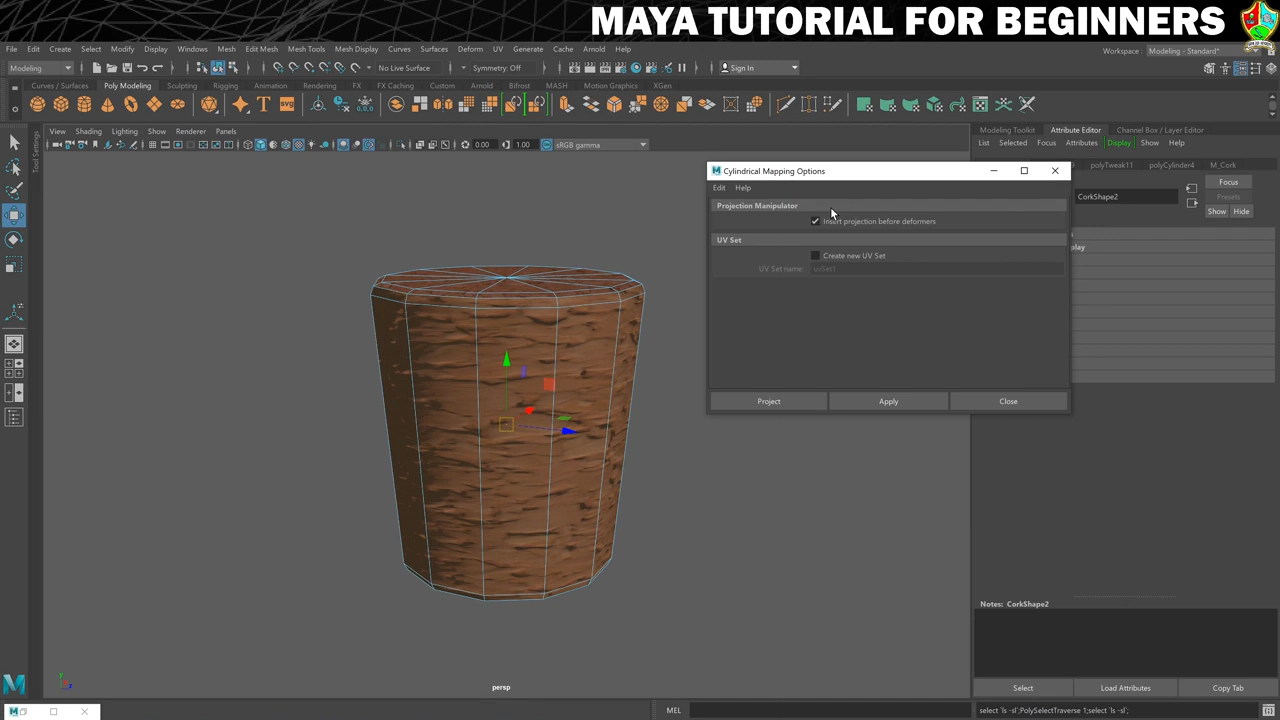 MAYA TUTORIAL FOR BEGINNERS
File Edit Create Select Modify Display Windows Mesh Edit Mesh Mesh Tools Mesh Display Curves Surfaces Deform UV Generate Cache Arnold Help
Workspace: Modeling - Standard*
Modeling No Live Surface Symmetry: Off Sign In
Curves / Surfaces Poly Modeling Sculpting Rigging Animation Rendering FX FX Caching Custom Arnold Bifrost MASH Motion Graphics XGen
View Shading Lighting Show Renderer Panels
Modeling Toolkit Attribute Editor Channel Box / Layer Editor
0.00 1.00 sRGB gamma
List Selected Focus Attributes Display Show Help
Tool Settings
polyTweak11 polyCylinder4 M_Cork
Cylindrical Mapping Options
Edit Help
Focus
CorkShape2
Presets
Projection Manipulator
Show Hide
Insert projection before deformers
UV Set
play
Create new UV Set
UV Set name: uvSet1
Project Apply Close
Notes: CorkShape2
persp
Select Load Attributes Copy Tab
MEL
select `ls -sl`;PolySelectTraverse 1;select `ls -sl`;